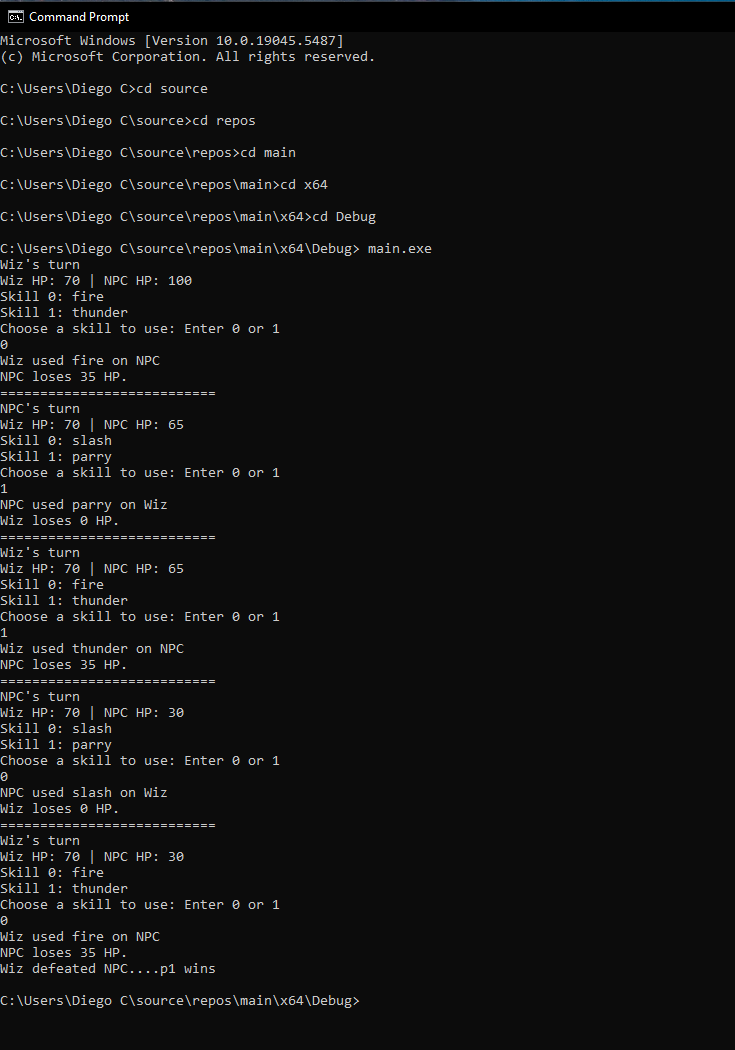 Command Prompt
Microsoft Windows [Version 10.0.19045.5487]
(c) Microsoft Corporation. All rights reserved.
C:\Users\Diego C>cd source
C:\Users\Diego C\source>cd repos
C:\Users\Diego C\source\repos>cd main
C:\Users\Diego C\source\repos\main>cd x64
C:\Users\Diego C\source\repos\main\x64>cd Debug
C:\Users\Diego C\source\repos\main\x64\Debug> main.exe
Wiz's turn
Wiz HP: 70 | NPC HP: 100
Skill 0: fire
Skill 1: thunder
Choose a skill to use: Enter 0 or 1
0
Wiz used fire on NPC
NPC loses 35 HP.
===========================
NPC's turn
Wiz HP: 70 | NPC HP: 65
Skill 0: slash
Skill 1: parry
Choose a skill to use: Enter 0 or 1
1
NPC used parry on Wiz
Wiz loses 0 HP.
===========================
Wiz's turn
Wiz HP: 70 | NPC HP: 65
Skill 0: fire
Skill 1: thunder
Choose a skill to use: Enter 0 or 1
1
Wiz used thunder on NPC
NPC loses 35 HP.
===========================
NPC's turn
Wiz HP: 70 | NPC HP: 30
Skill 0: slash
Skill 1: parry
Choose a skill to use: Enter 0 or 1
0
NPC used slash on Wiz
Wiz loses 0 HP.
===========================
Wiz's turn
Wiz HP: 70 | NPC HP: 30
Skill 0: fire
Skill 1: thunder
Choose a skill to use: Enter 0 or 1
0
Wiz used fire on NPC
NPC loses 35 HP.
Wiz defeated NPC....p1 wins
C:\Users\Diego C\source\repos\main\x64\Debug>